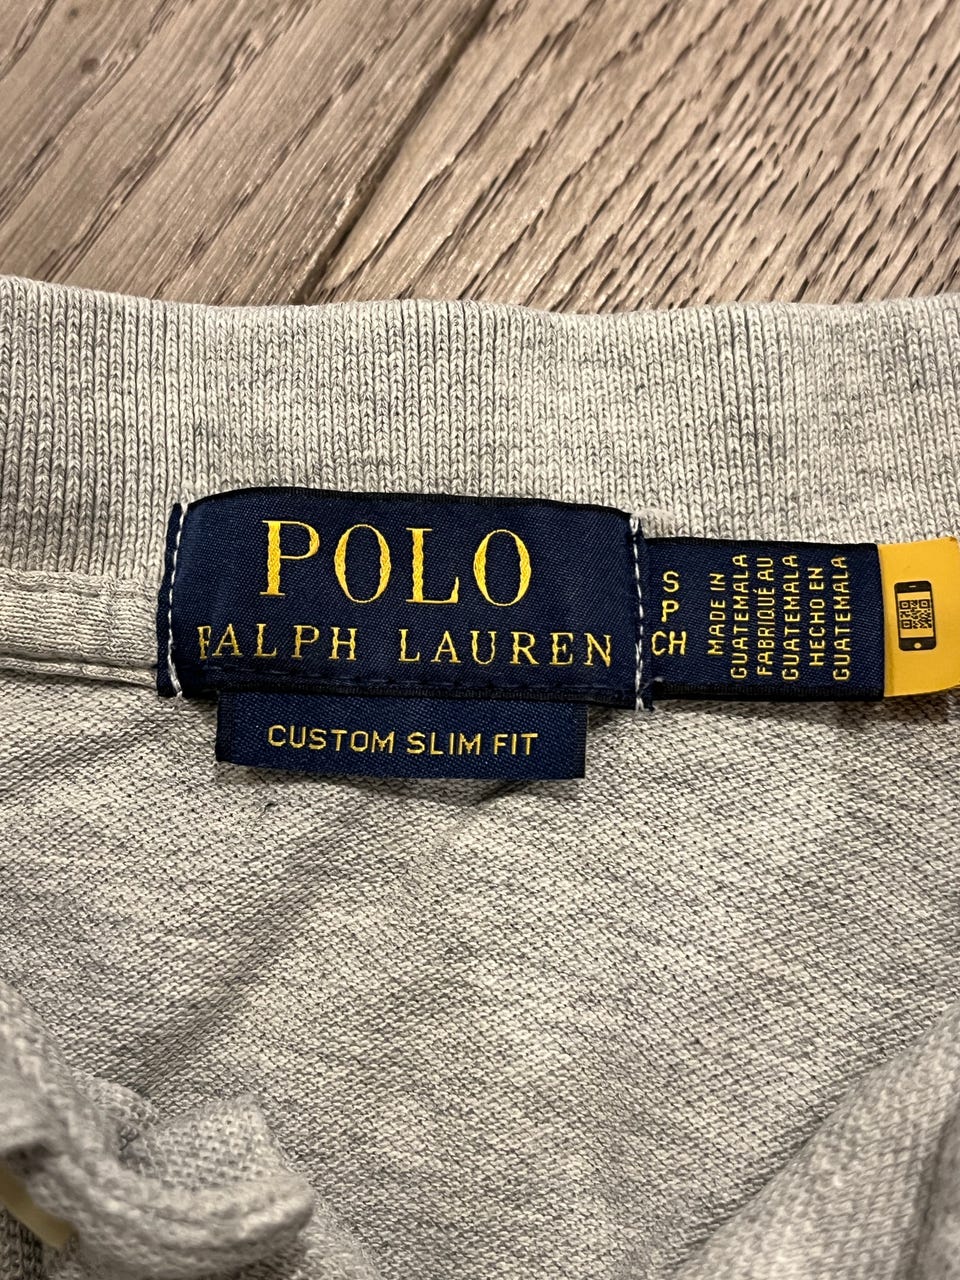 POLO
RALPH LAUREN
CUSTOM SLIM FIT
S
P
CH
MADE IN
GUATEMALA
FABRIQUÉ AU
GUATEMALA
HECHO EN
GUATEMALA